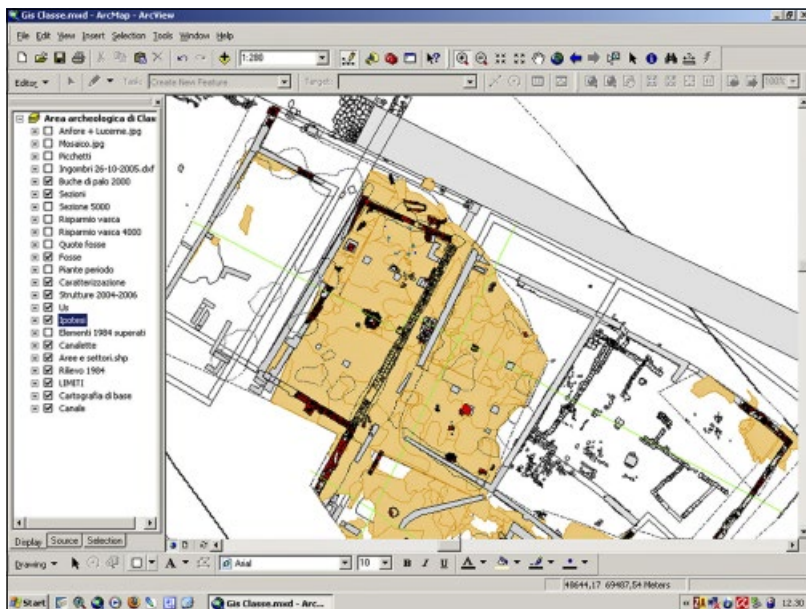 Gis Classe.mxd - ArcMap - ArcView
File Edit View Insert Selection Tools Window Help
1:280
Editor Task: Create New Feature Target: 100%
Area archeologica di Clas
Anfore + Lucerne.jpg
Mosaico.jpg
Picchetti
Ingombri 26-10-2005.dxf
Buche di palo 2000
Sezioni
Sezione 5000
Risparmio vasca
Risparmio vasca 4000
Quote fosse
Fosse
Piante periodo
Caratterizzazione
Strutture 2004-2006
Us
Ipotesi
Elementi 1984 superati
Canalette
Aree e settori.shp
Rilievo 1984
LIMITI
Cartografia di base
Canale
Display Source Selection
Drawing A Arial 10 B I U A
48644,17 69487,54 Meters
Start Gis Classe.mxd - Arc... 12.30